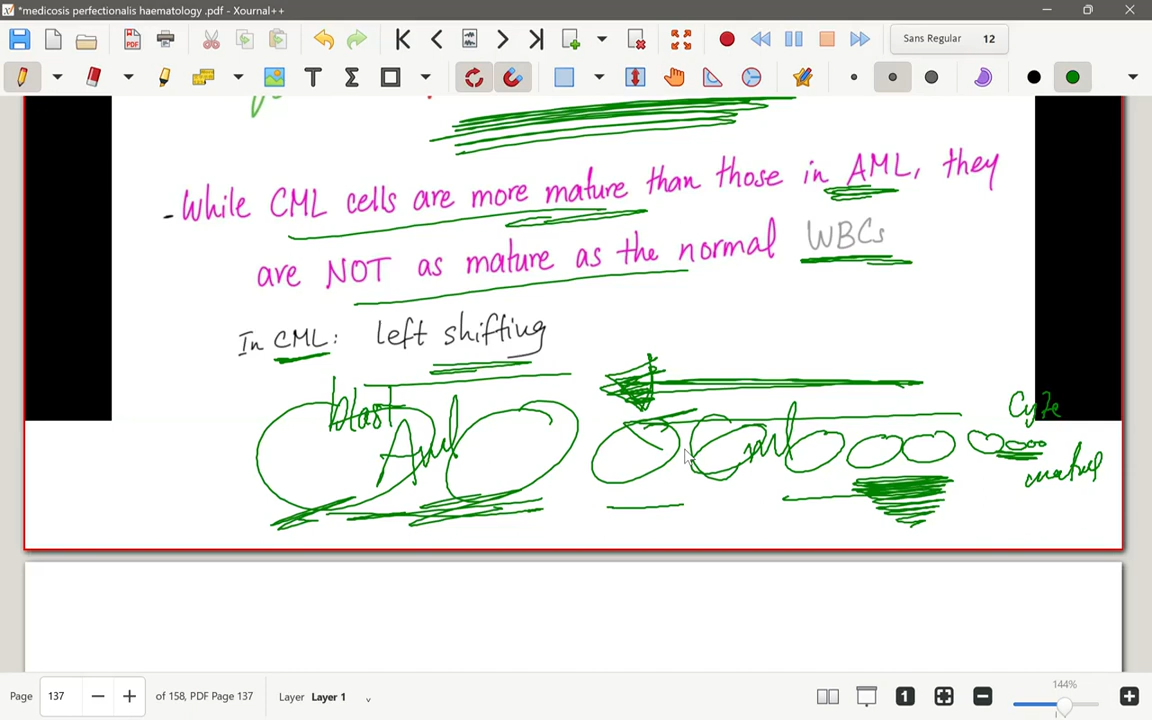 *medicosis perfectionalis haematology .pdf - Xournal++
Sans Regular 12
-While CML cells are more mature than those in AML, they
are NOT as mature as the normal WBCs
In CML: left shifting
Cyte
blast
Aml cml
Page 137 of 158, PDF Page 137 Layer Layer 1 144%